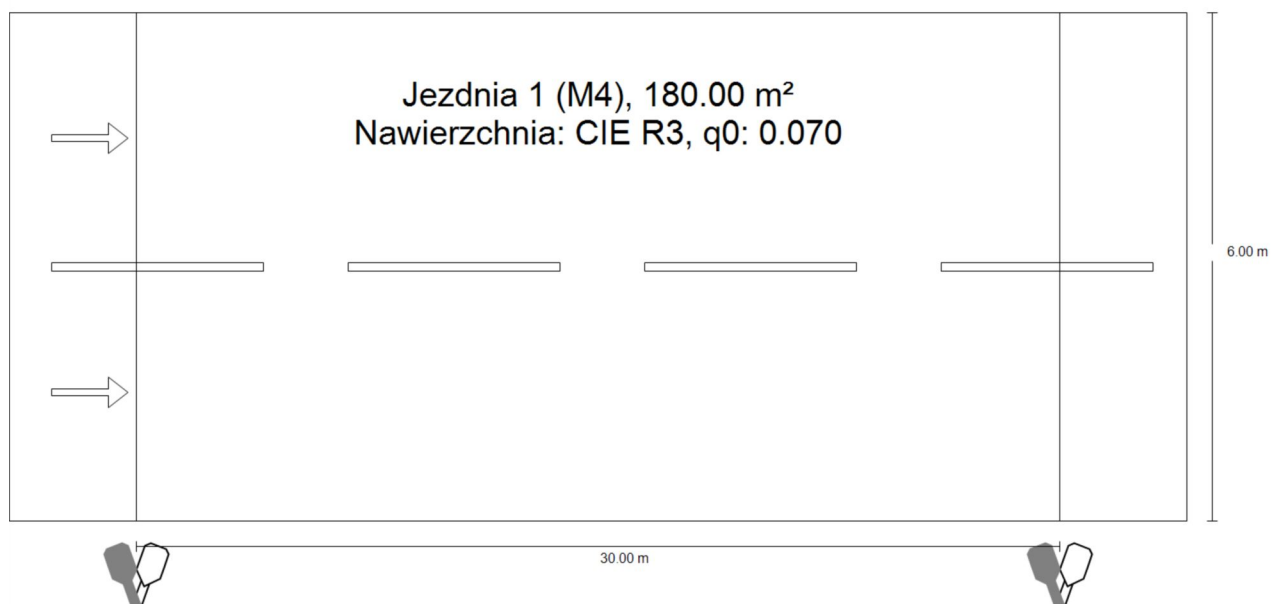 Jezdnia 1 (M4), 180.00 m²
Nawierzchnia: CIE R3, q0: 0.070
6.00 m
30.00 m